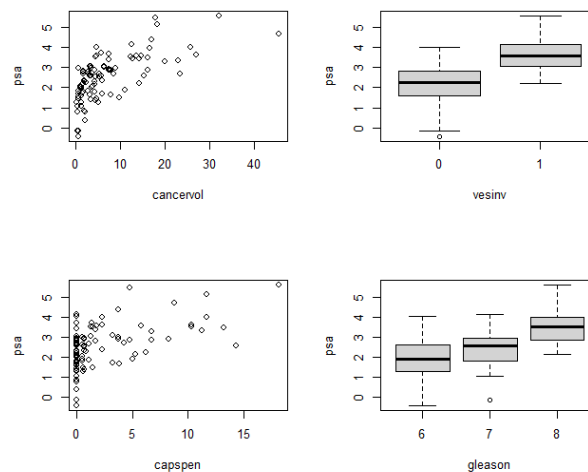 psa
0 1 2 3 4 5
0 10 20 30 40
cancervol
psa
0 1 2 3 4 5
0 1
vesinv
psa
0 1 2 3 4 5
0 5 10 15
capspen
psa
0 1 2 3 4 5
6 7 8
gleason